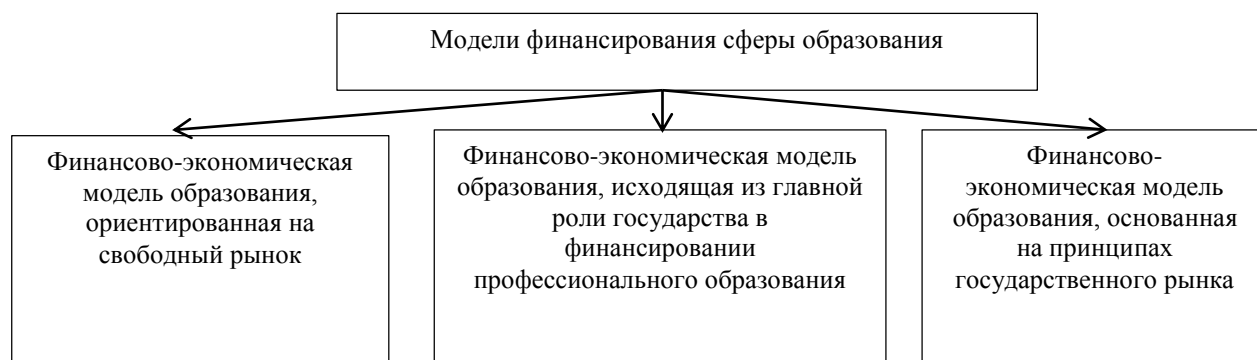 Модели финансирования сферы образования
Финансово-экономическая
модель образования,
ориентированная на
свободный рынок
Финансово-экономическая модель
образования, исходящая из главной
роли государства в
финансировании
профессионального образования
Финансово-
экономическая модель
образования, основанная
на принципах
государственного рынка